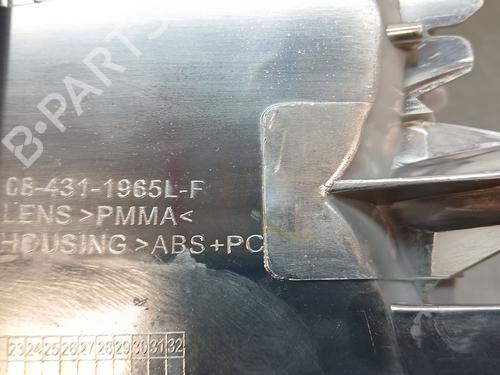 B-PARTS
08-431-1965L-F
LENS >PMMA<
HOUSING >ABS+PC
23 24 25 26 27 28 29 30 31 32